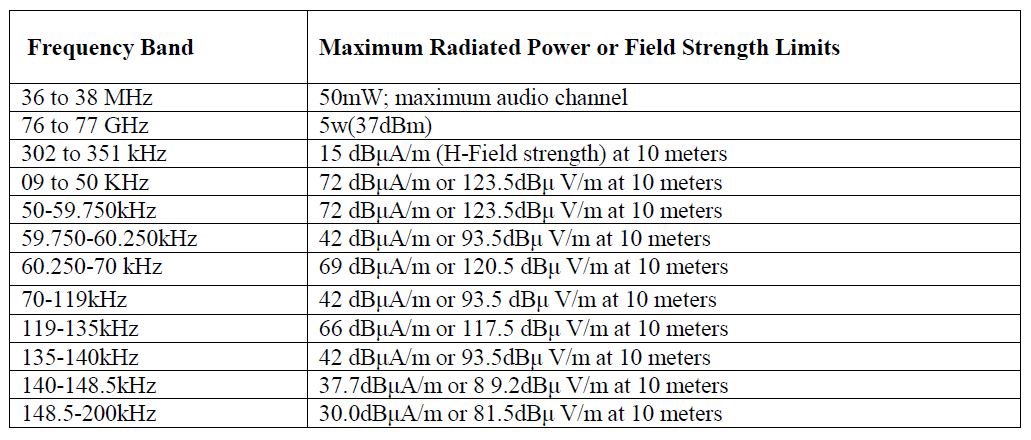 Frequency Band Maximum Radiated Power or Field Strength Limits
36 to 38 MHz 50mW; maximum audio channel
76 to 77 GHz 5w(37dBm)
302 to 351 kHz 15 dBµA/m (H-Field strength) at 10 meters
09 to 50 KHz 72 dBµA/m or 123.5dBµ V/m at 10 meters
50-59.750kHz 72 dBµA/m or 123.5dBµ V/m at 10 meters
59.750-60.250kHz 42 dBµA/m or 93.5dBµ V/m at 10 meters
60.250-70 kHz 69 dBµA/m or 120.5 dBµ V/m at 10 meters
70-119kHz 42 dBµA/m or 93.5 dBµ V/m at 10 meters
119-135kHz 66 dBµA/m or 117.5 dBµ V/m at 10 meters
135-140kHz 42 dBµA/m or 93.5dBµ V/m at 10 meters
140-148.5kHz 37.7dBµA/m or 8 9.2dBµ V/m at 10 meters
148.5-200kHz 30.0dBµA/m or 81.5dBµ V/m at 10 meters